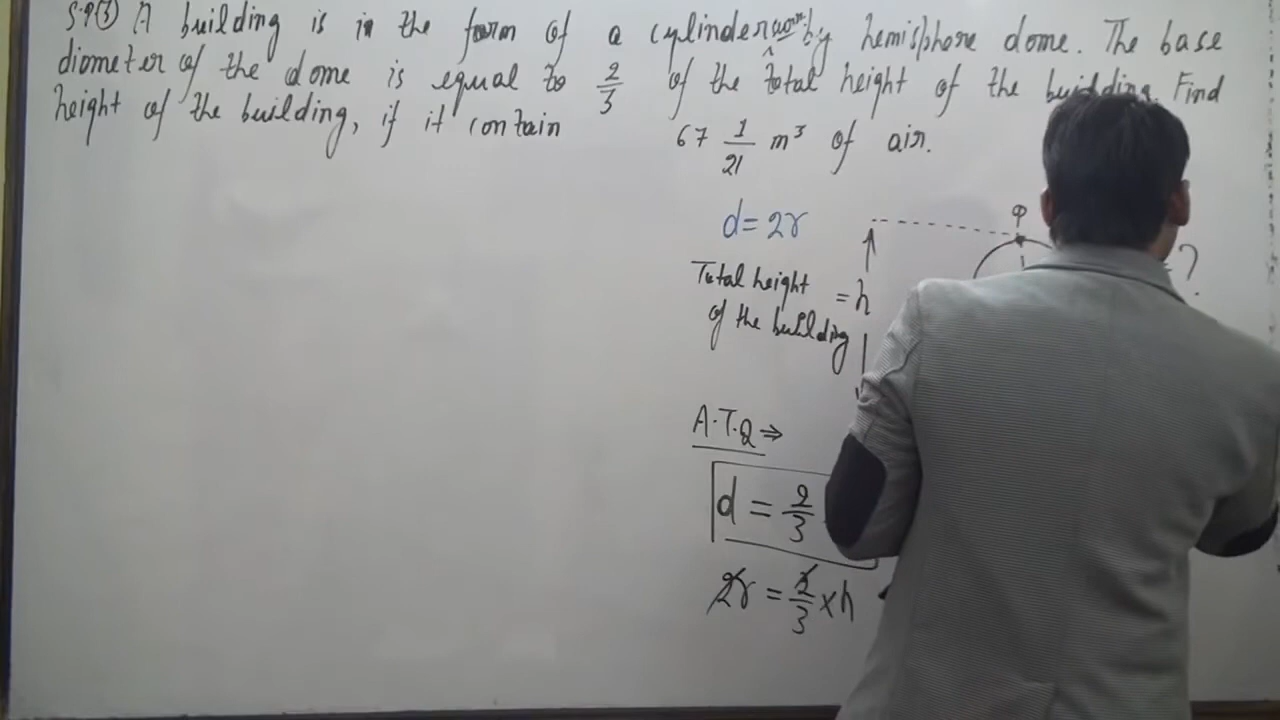 S.9 (3) A building is in the form of a cylinder by hemisphore dome. The base
diameter of the dome is equal to 2/3 of the total height of the building. Find
height of the building, if it contain 67 1/21 m³ of air.
d = 2r
φ
?
Total height
of the building = h
A.T.Q ⇒
d = 2/3
2r = 2/3 × h